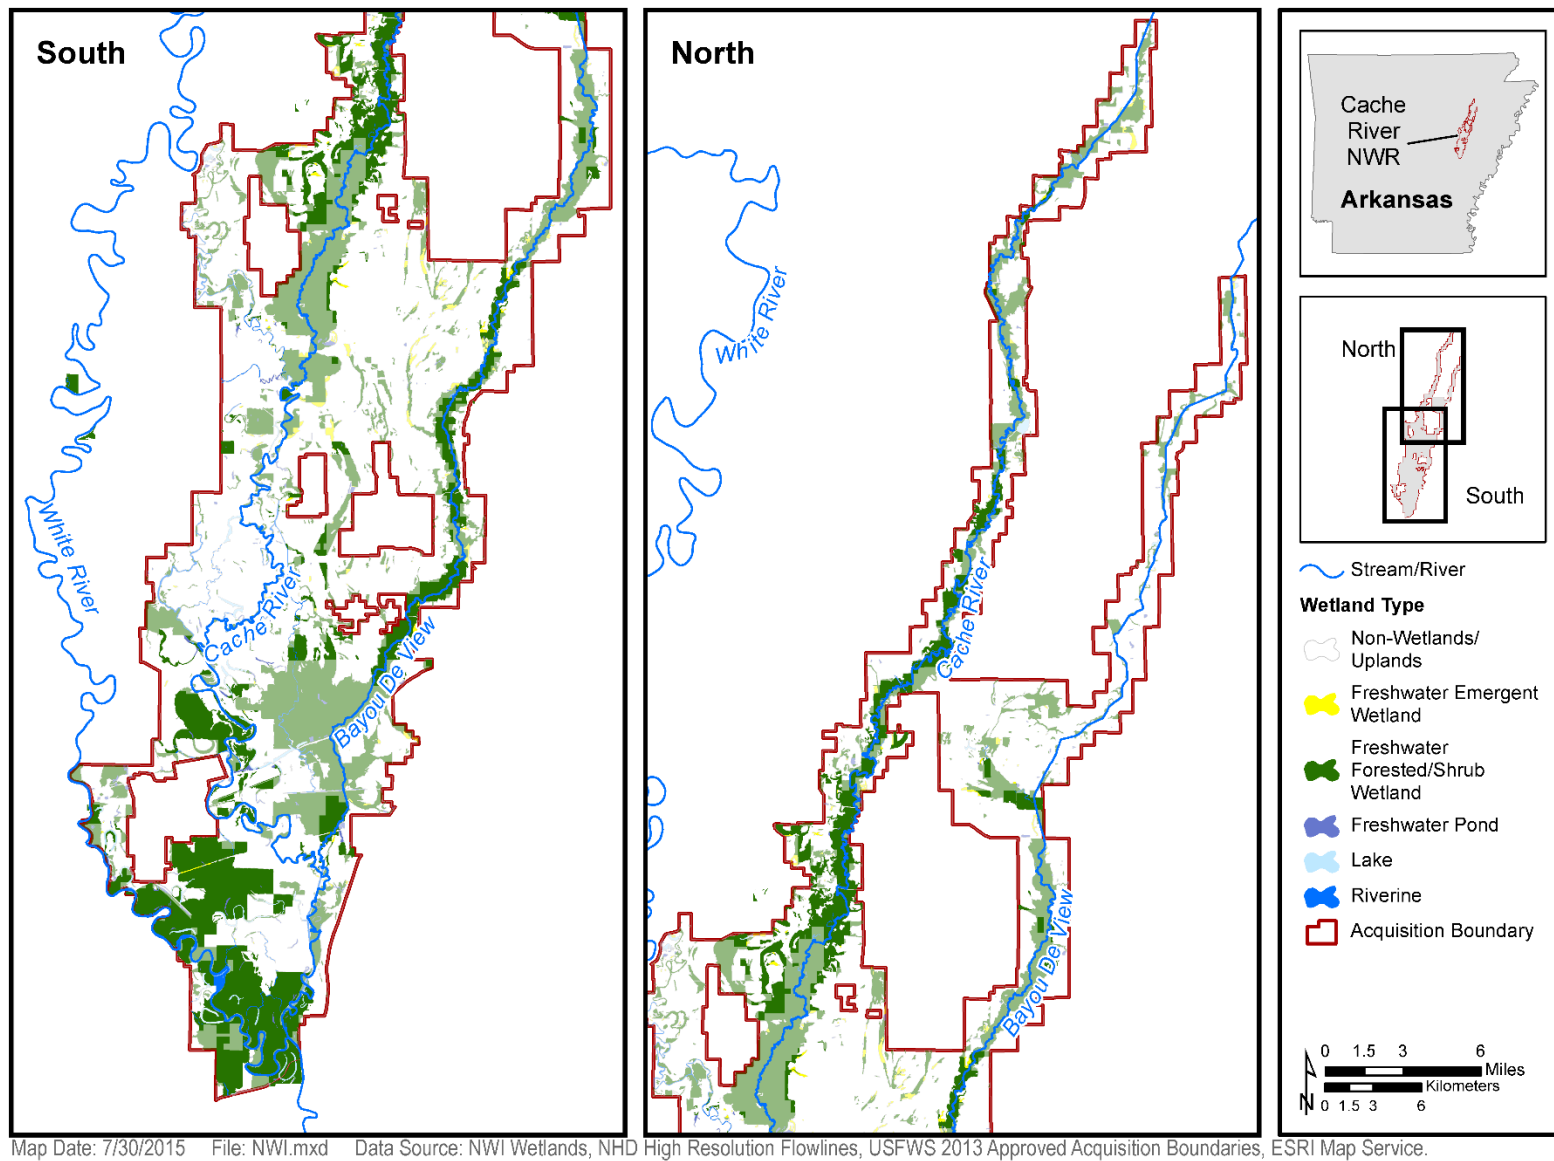 South
White River
Cache River
Bayou De View
North
White River
Cache River
Bayou De View
Cache
River
NWR
Arkansas
North
South
Stream/River
Wetland Type
Non-Wetlands/
Uplands
Freshwater Emergent
Wetland
Freshwater
Forested/Shrub
Wetland
Freshwater Pond
Lake
Riverine
Acquisition Boundary
0 1.5 3 6
Miles
Kilometers
0 1.5 3 6
N
Map Date: 7/30/2015 File: NWI.mxd Data Source: NWI Wetlands, NHD High Resolution Flowlines, USFWS 2013 Approved Acquisition Boundaries, ESRI Map Service.